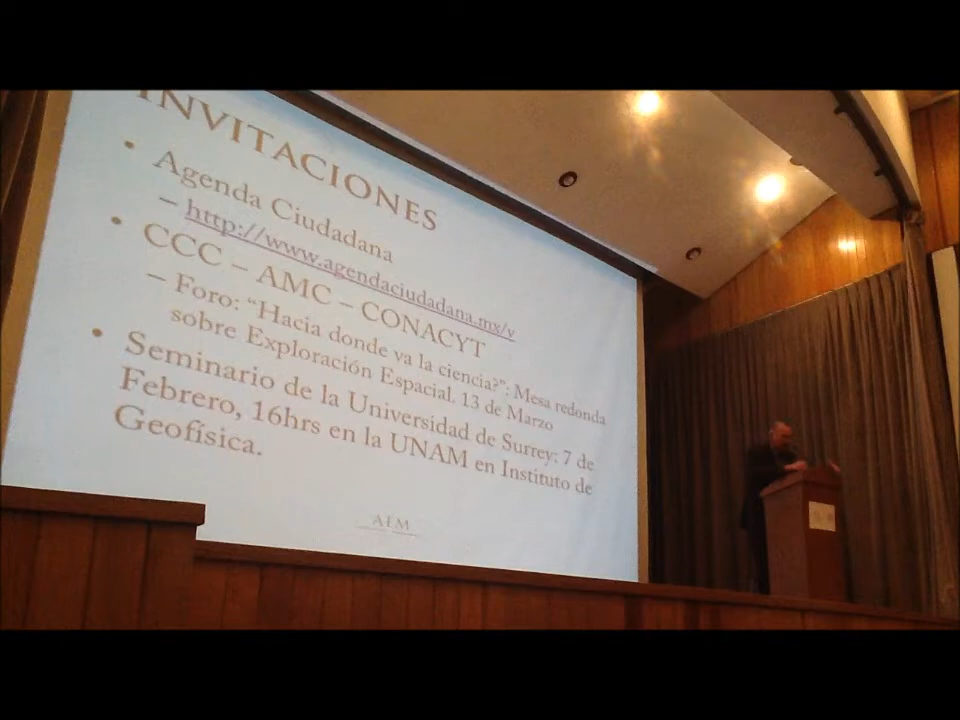 INVITACIONES
• Agenda Ciudadana
– http://www.agendaciudadana.mx/v
• CCC – AMC – CONACYT
– Foro: “Hacia donde va la ciencia?”: Mesa redonda
sobre Exploración Espacial. 13 de Marzo
• Seminario de la Universidad de Surrey: 7 de
Febrero, 16hrs en la UNAM en Instituto de
Geofísica.
AEM